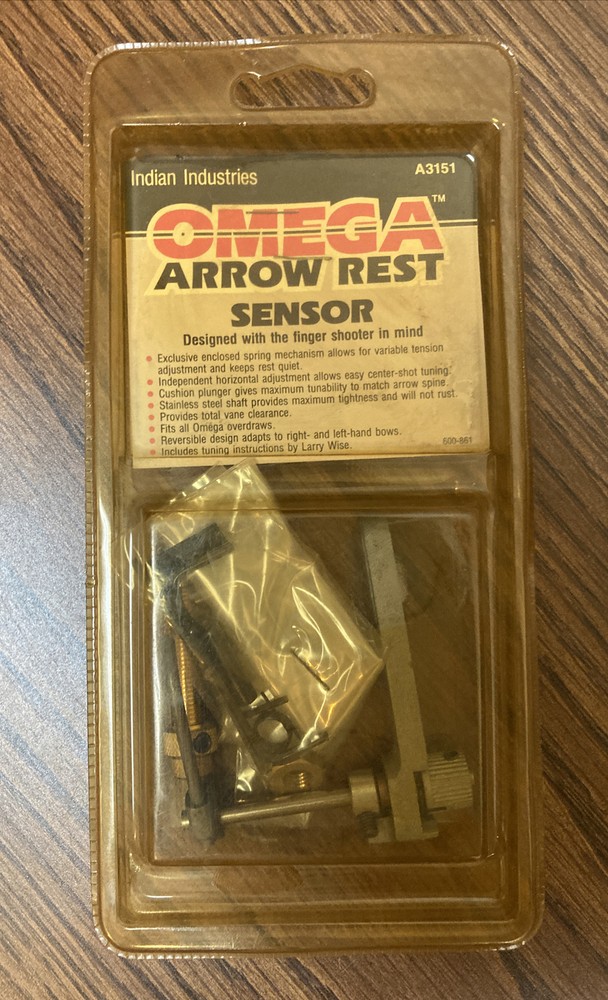 Indian Industries
A3151
OMEGA™
ARROW REST
SENSOR
Designed with the finger shooter in mind
• Exclusive enclosed spring mechanism allows for variable tension
adjustment and keeps rest quiet.
• Independent horizontal adjustment allows easy center-shot tuning.
• Cushion plunger gives maximum tunability to match arrow spine.
• Stainless steel shaft provides maximum tightness and will not rust.
• Provides total vane clearance.
• Fits all Omega overdraws.
• Reversible design adapts to right- and left-hand bows.
• Includes tuning instructions by Larry Wise.
600-861